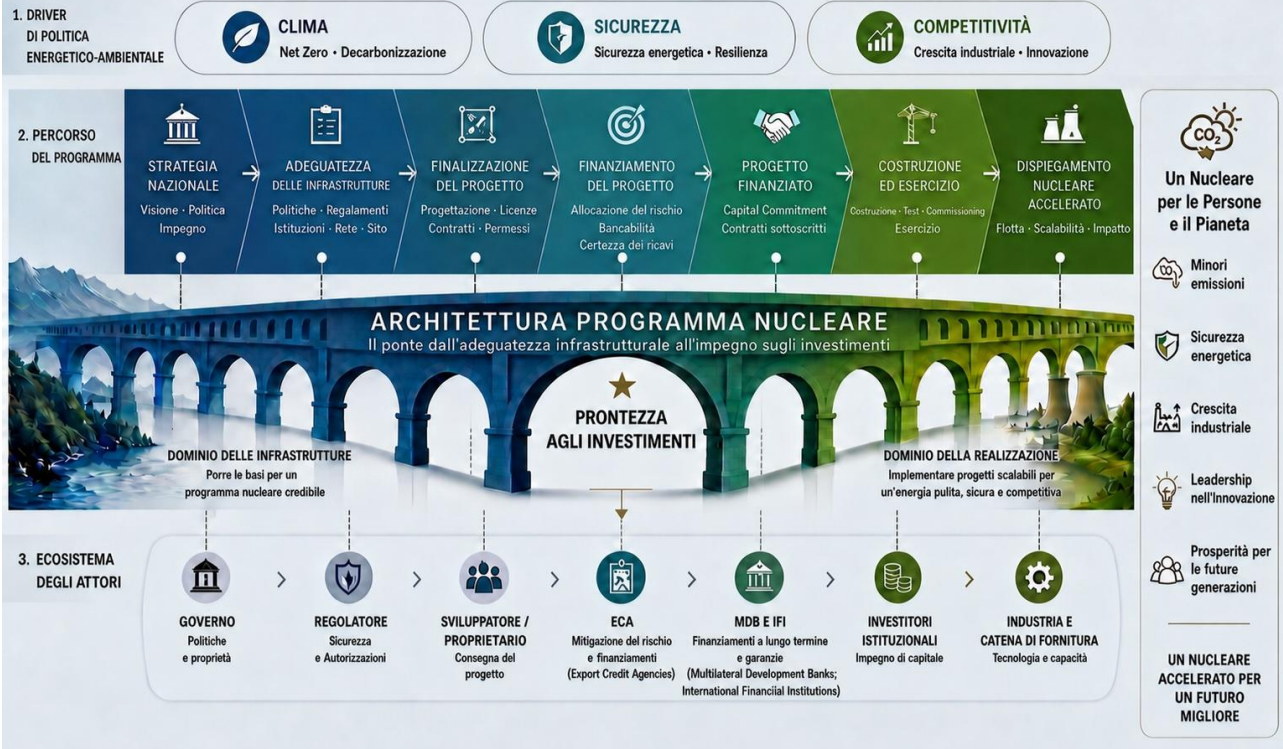 1. DRIVER
DI POLITICA
ENERGETICO-AMBIENTALE
CLIMA
Net Zero • Decarbonizzazione
SICUREZZA
Sicurezza energetica • Resilienza
COMPETITIVITÀ
Crescita industriale • Innovazione
2. PERCORSO
DEL PROGRAMMA
STRATEGIA
NAZIONALE
Visione · Politica
Impegno
ADEGUATEZZA
DELLE INFRASTRUTTURE
Politiche · Regalamenti
Istituzioni · Rete · Sito
FINALIZZAZIONE
DEL PROGETTO
Progettazione · Licenze
Contratti · Permessi
FINANZIAMENTO
DEL PROGETTO
Allocazione del rischio
Bancabilità
Certezza dei ricavi
PROGETTO
FINANZIATO
Capital Commitment
Contratti sottoscritti
COSTRUZIONE
ED ESERCIZIO
Costruzione · Test · Commissioning
Esercizio
DISPIEGAMENTO
NUCLEARE
ACCELERATO
Flotta · Scalabilità · Impatto
ARCHITETTURA PROGRAMMA NUCLEARE
Il ponte dall'adeguatezza infrastrutturale all'impegno sugli investimenti
PRONTEZZA
AGLI INVESTIMENTI
DOMINIO DELLE INFRASTRUTTURE
Porre le basi per un
programma nucleare credibile
DOMINIO DELLA REALIZZAZIONE
Implementare progetti scalabili per
un'energia pulita, sicura e competitiva
3. ECOSISTEMA
DEGLI ATTORI
GOVERNO
Politiche
e proprietà
REGOLATORE
Sicurezza
e Autorizzazioni
SVILUPPATORE /
PROPRIETARIO
Consegna del
progetto
ECA
Mitigazione del rischio
e finanziamenti
(Export Credit Agencies)
MDB E IFI
Finanziamenti a lungo termine
e garanzie
(Multilateral Development Banks;
International Financiial Institutions)
INVESTITORI
ISTITUZIONALI
Impegno di capitale
INDUSTRIA E
CATENA DI FORNITURA
Tecnologia e capacità
CO2
Un Nucleare
per le Persone
e il Pianeta
CO2
Minori
emissioni
Sicurezza
energetica
Crescita
industriale
Leadership
nell'Innovazione
Prosperità per
le future
generazioni
UN NUCLEARE
ACCELERATO PER
UN FUTURO
MIGLIORE